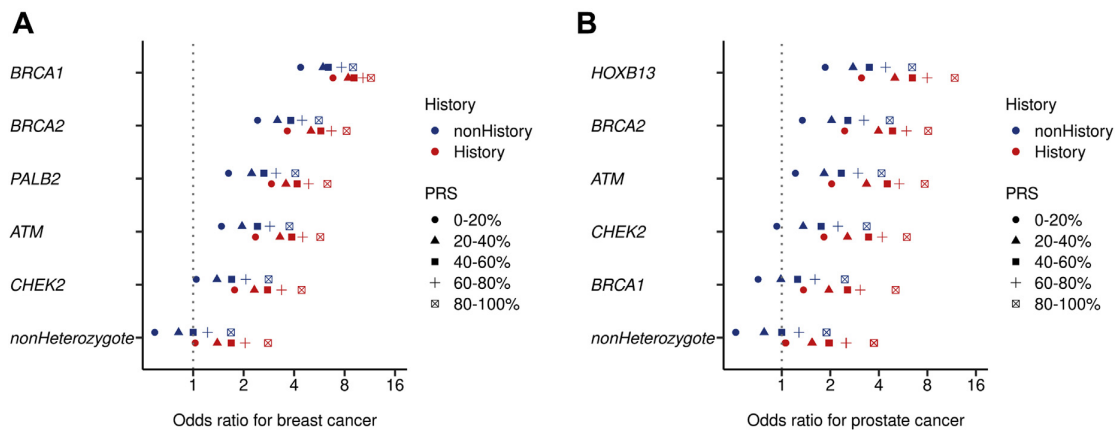 A
BRCA1
BRCA2
PALB2
ATM
CHEK2
nonHeterozygote
1 2 4 8 16
Odds ratio for breast cancer
History
nonHistory
History
PRS
0-20%
20-40%
40-60%
60-80%
80-100%
B
HOXB13
BRCA2
ATM
CHEK2
BRCA1
nonHeterozygote
1 2 4 8 16
Odds ratio for prostate cancer
History
nonHistory
History
PRS
0-20%
20-40%
40-60%
60-80%
80-100%